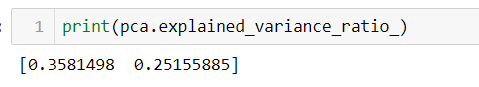 1 print(pca.explained_variance_ratio_)
[0.3581498  0.25155885]